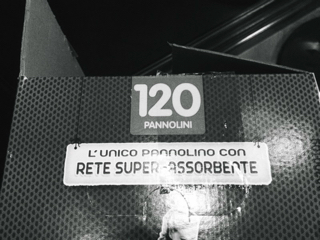 120
PANNOLINI
L'UNICO PANNOLINO CON
RETE SUPER-ASSORBENTE